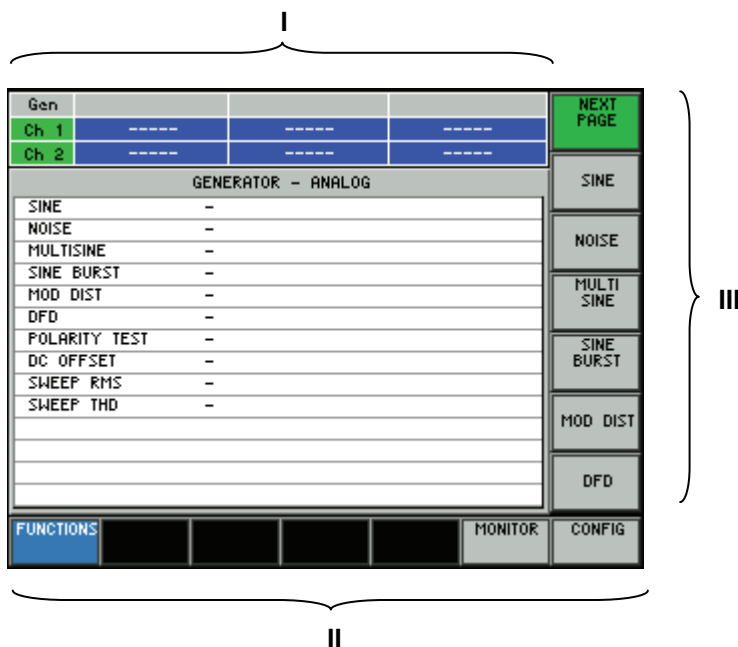 I
Gen
Ch 1 ----- ----- -----
Ch 2 ----- ----- -----
GENERATOR - ANALOG
SINE -
NOISE -
MULTISINE -
SINE BURST -
MOD DIST -
DFD -
POLARITY TEST -
DC OFFSET -
SWEEP RMS -
SWEEP THD -
NEXT
PAGE
SINE
NOISE
MULTI
SINE
SINE
BURST
MOD DIST
DFD
III
FUNCTIONS MONITOR CONFIG
II